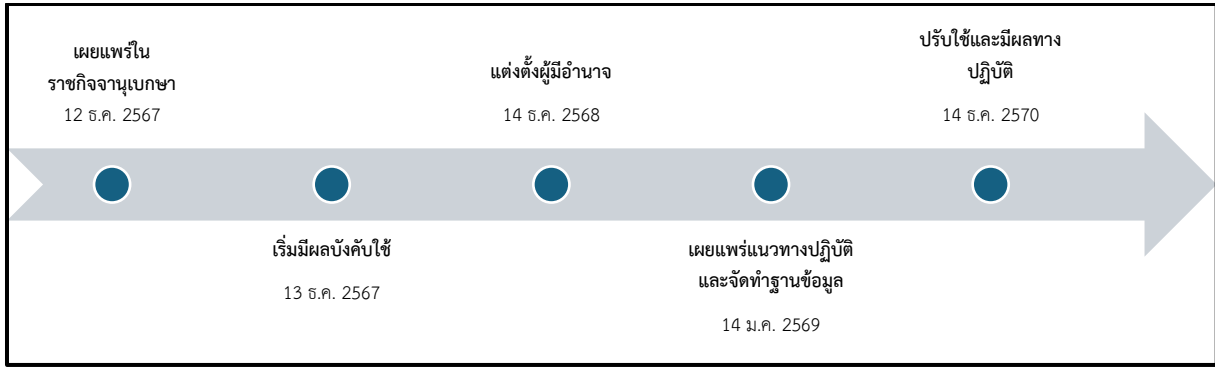 เผยแพร่ใน
ราชกิจจานุเบกษา
12 ธ.ค. 2567
เริ่มมีผลบังคับใช้
13 ธ.ค. 2567
แต่งตั้งผู้มีอำนาจ
14 ธ.ค. 2568
เผยแพร่แนวทางปฏิบัติ
และจัดทำฐานข้อมูล
14 ม.ค. 2569
ปรับใช้และมีผลทาง
ปฏิบัติ
14 ธ.ค. 2570